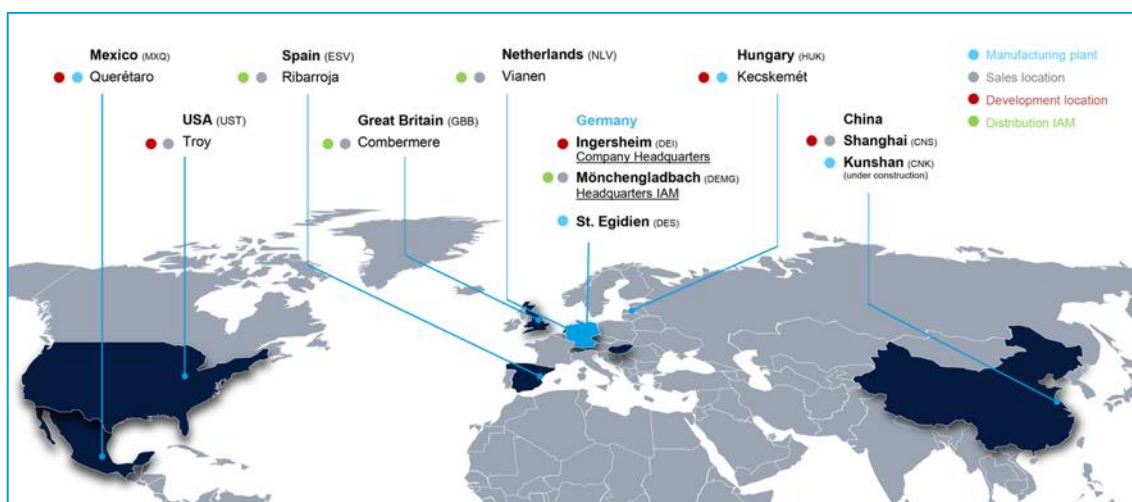 Mexico (MXQ)
Querétaro
Spain (ESV)
Ribarroja
Netherlands (NLV)
Vianen
Hungary (HUK)
Kecskemét
Manufacturing plant
Sales location
Development location
Distribution IAM
USA (UST)
Troy
Great Britain (GBB)
Combermere
Germany
Ingersheim (DEI)
Company Headquarters
Mönchengladbach (DEMG)
Headquarters IAM
St. Egidien (DES)
China
Shanghai (CNS)
Kunshan (CNK)
(under construction)